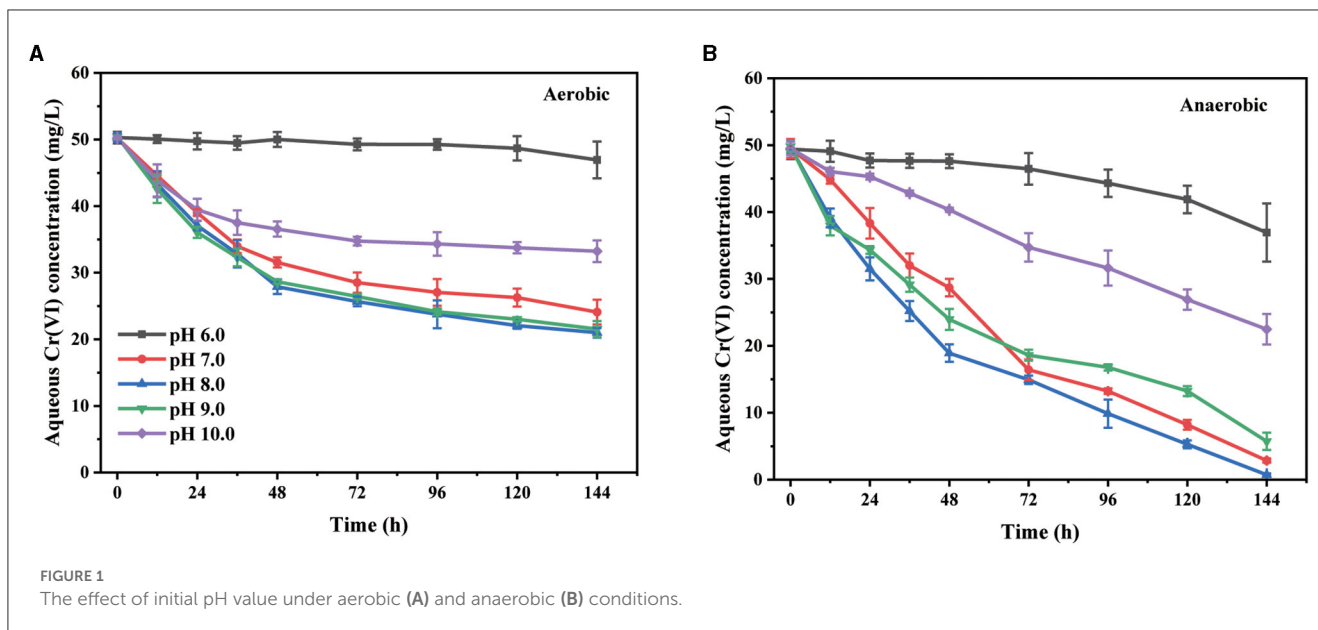 A
Aerobic
Aqueous Cr(VI) concentration (mg/L)
60
50
40
30
20
10
0
pH 6.0
pH 7.0
pH 8.0
pH 9.0
pH 10.0
0 24 48 72 96 120 144
Time (h)
B
Anaerobic
Aqueous Cr(VI) concentration (mg/L)
60
50
40
30
20
10
0
0 24 48 72 96 120 144
Time (h)
FIGURE 1
The effect of initial pH value under aerobic (A) and anaerobic (B) conditions.